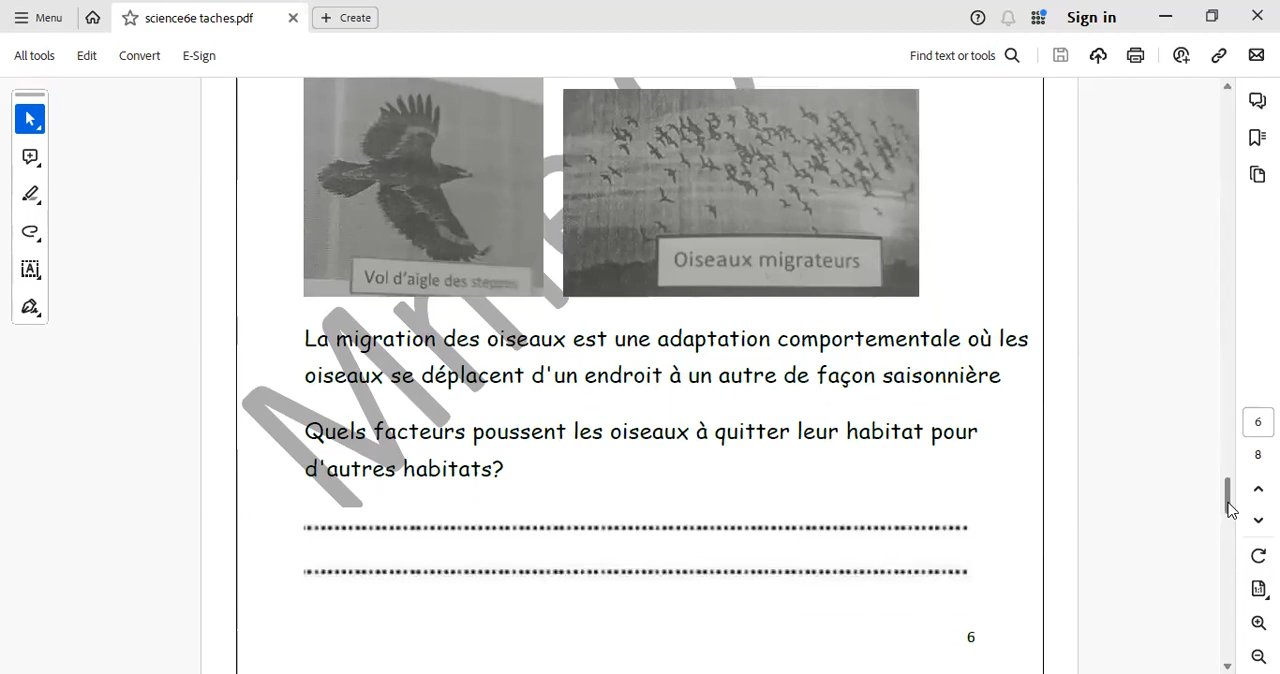 Menu
science6e taches.pdf
Create
Sign in
All tools
Edit
Convert
E-Sign
Find text or tools
Vol d'aigle des steppes
Oiseaux migrateurs
La migration des oiseaux est une adaptation comportementale où les
oiseaux se déplacent d'un endroit à un autre de façon saisonnière
Quels facteurs poussent les oiseaux à quitter leur habitat pour
d'autres habitats?
6
6
8